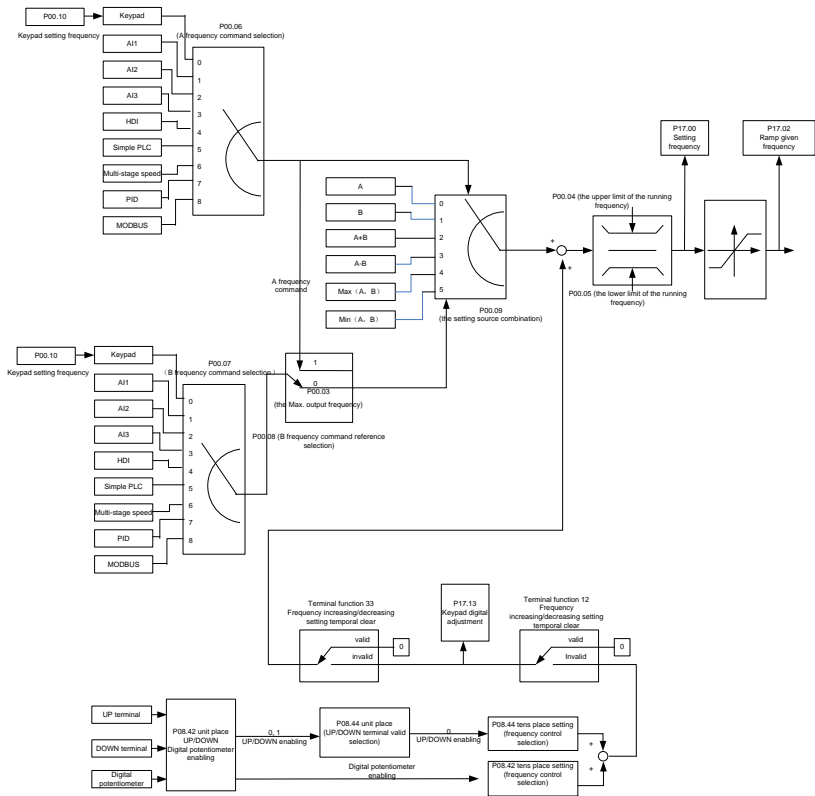 P00.10
Keypad
Keypad setting frequency
P00.06
(A frequency command selection)
AI1
AI2
AI3
HDI
Simple PLC
Multi-stage speed
PID
MODBUS
0
1
2
3
4
5
6
7
8
A frequency
command
A
B
A+B
A-B
Max（A，B）
Min（A，B）
0
1
2
3
4
5
P00.09
(the setting source combination)
+
+
P00.04 (the upper limit of the running
frequency)
P00.05 (the lower limit of the running
frequency)
P17.00
Setting
frequency
P17.02
Ramp given
frequency
P00.10
Keypad
Keypad setting frequency
P00.07
（B frequency command selection）
AI1
AI2
AI3
HDI
Simple PLC
Multi-stage speed
PID
MODBUS
0
1
2
3
4
5
6
7
8
1
0
P00.03
(the Max. output frequency)
P00.08 (B frequency command reference
selection)
Terminal function 33
Frequency increasing/decreasing
setting temporal clear
valid
invalid
0
P17.13
Keypad digital
adjustment
Terminal function 12
Frequency
increasing/decreasing setting
temporal clear
valid
Invalid
0
UP terminal
DOWN terminal
Digital
potentiometer
P08.42 unit place
UP/DOWN
Digital potentiometer
enabling
0, 1
UP/DOWN enabling
P08.44 unit place
(UP/DOWN terminal valid
selection)
0
UP/DOWN enabling
P08.44 tens place setting
(frequency control
selection)
Digital potentiometer
enabling
P08.42 tens place setting
(frequency control
selection)
+
+